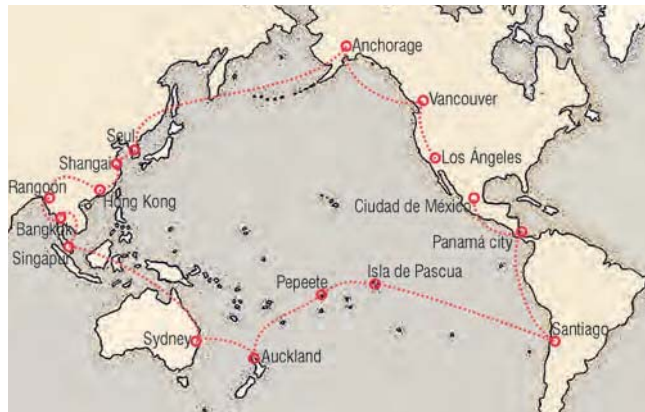 Anchorage
Vancouver
Seul
Shangai
Los Ángeles
Rangoon
Hong Kong
Ciudad de México
Bangkok
Panamá city
Singapur
Isla de Pascua
Pepeete
Sydney
Santiago
Auckland